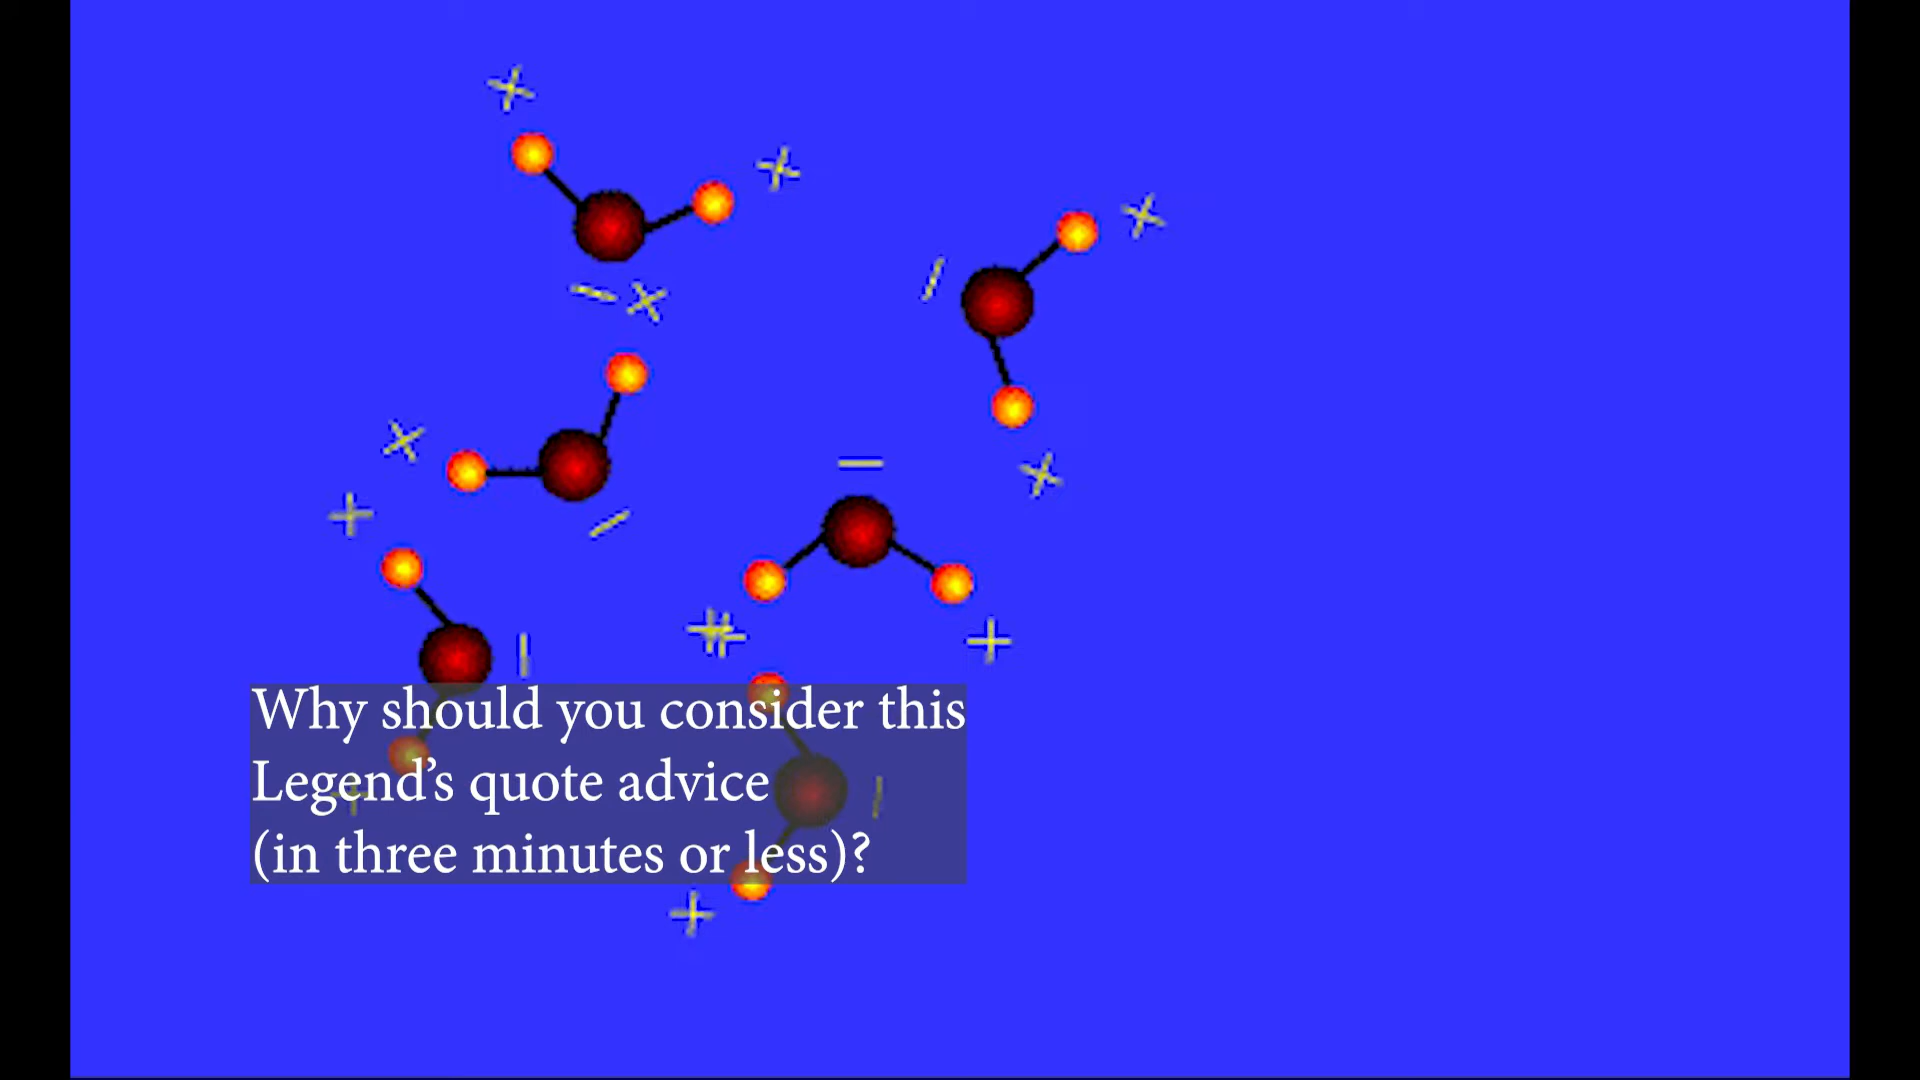 Why should you consider this
Legend's quote advice
(in three minutes or less)?